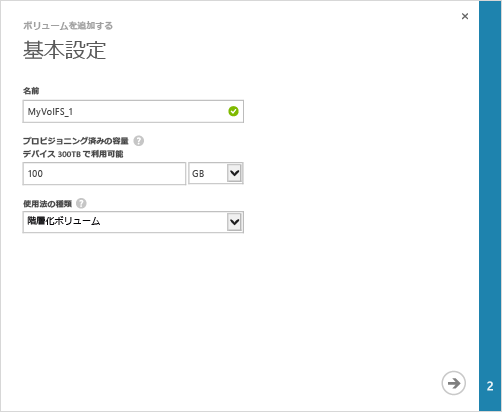 ボリュームを追加する
基本設定
名前
MyVolFS_1
プロビジョニング済みの容量 ?
デバイス 300TB で利用可能
100 GB
使用法の種類 ?
階層化ボリューム
2